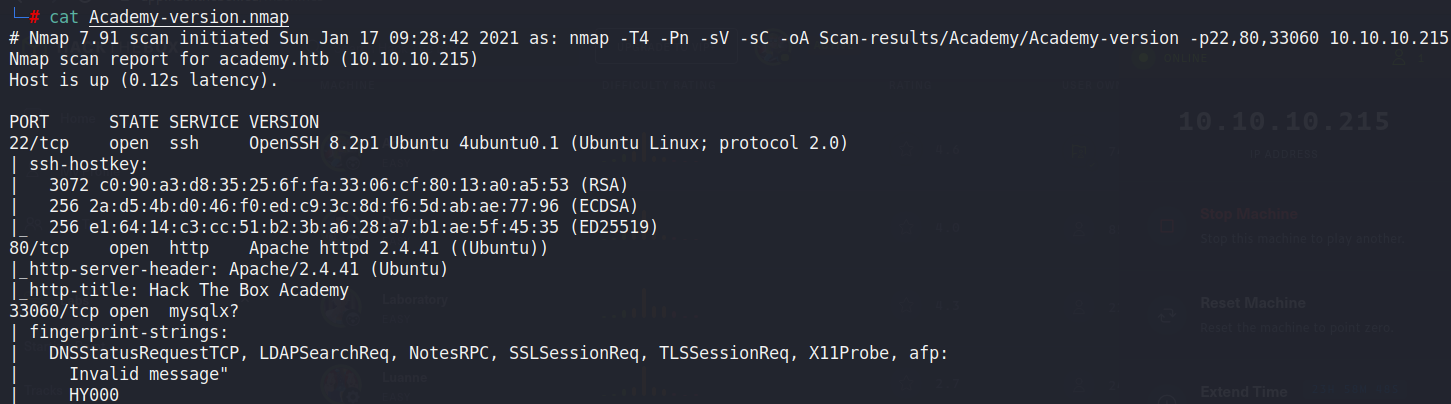 └─# cat Academy-version.nmap
# Nmap 7.91 scan initiated Sun Jan 17 09:28:42 2021 as: nmap -T4 -Pn -sV -sC -oA Scan-results/Academy/Academy-version -p22,80,33060 10.10.10.215
Nmap scan report for academy.htb (10.10.10.215)
Host is up (0.12s latency).
PORT      STATE SERVICE VERSION
22/tcp    open  ssh     OpenSSH 8.2p1 Ubuntu 4ubuntu0.1 (Ubuntu Linux; protocol 2.0)
| ssh-hostkey:
|   3072 c0:90:a3:d8:35:25:6f:fa:33:06:cf:80:13:a0:a5:53 (RSA)
|   256 2a:d5:4b:d0:46:f0:ed:c9:3c:8d:f6:5d:ab:ae:77:96 (ECDSA)
|_  256 e1:64:14:c3:cc:51:b2:3b:a6:28:a7:b1:ae:5f:45:35 (ED25519)
80/tcp    open  http    Apache httpd 2.4.41 ((Ubuntu))
|_http-server-header: Apache/2.4.41 (Ubuntu)
|_http-title: Hack The Box Academy
33060/tcp open  mysqlx?
| fingerprint-strings:
|   DNSStatusRequestTCP, LDAPSearchReq, NotesRPC, SSLSessionReq, TLSSessionReq, X11Probe, afp:
|     Invalid message"
|     HY000
ONLINE
10.10.10.215
IP ADDRESS
Stop Machine
Stop this machine to play another
Laboratory
Reset Machine
Reset the machine to point zero
Luanne
Extend Time